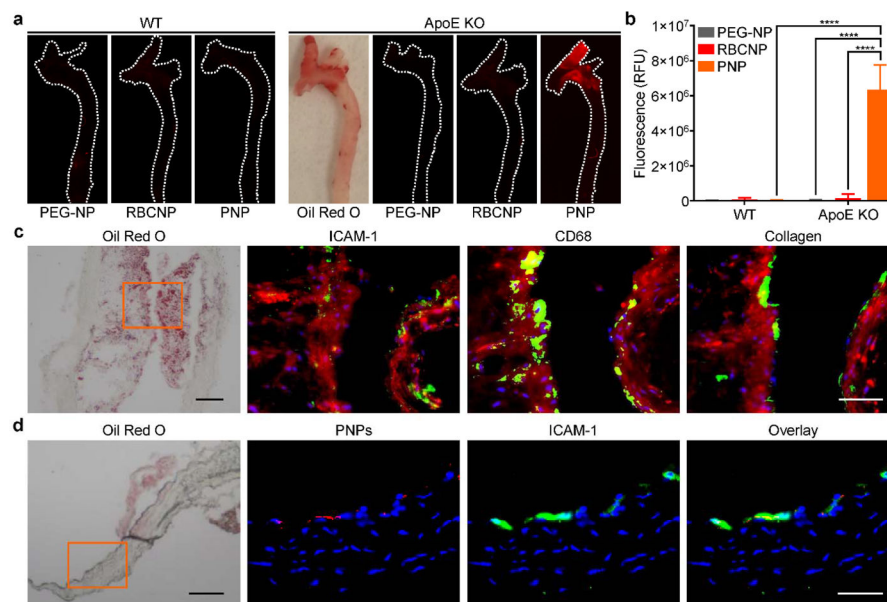 a
WT
ApoE KO
PEG-NP
RBCNP
PNP
Oil Red O
PEG-NP
RBCNP
PNP
b
Fluorescence (RFU)
1×10⁷
8×10⁶
6×10⁶
4×10⁶
2×10⁶
0
PEG-NP
RBCNP
PNP
****
****
****
WT
ApoE KO
c
Oil Red O
ICAM-1
CD68
Collagen
d
Oil Red O
PNPs
ICAM-1
Overlay